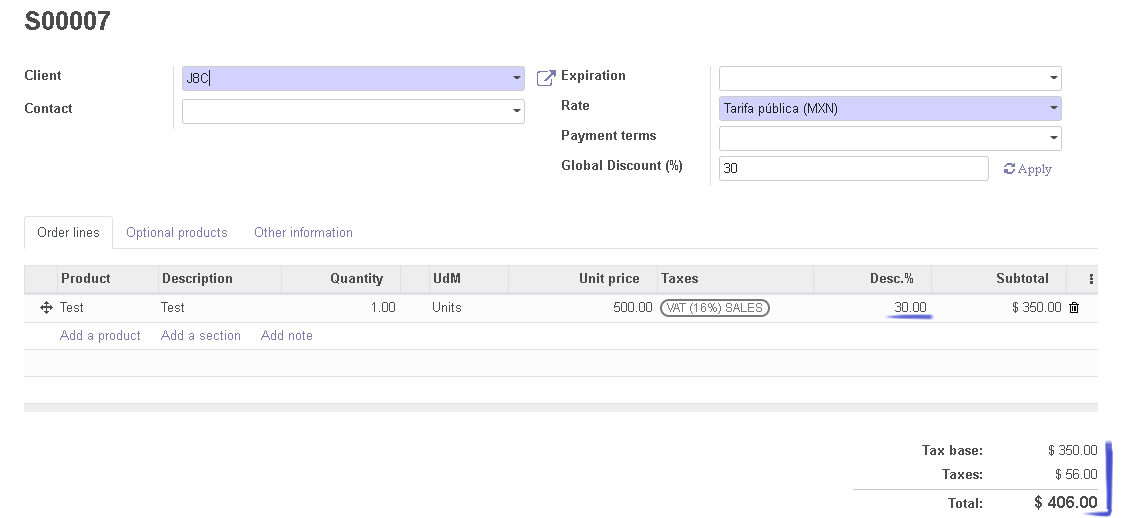 S00007
Client J8C Expiration
Contact Rate Tarifa pública (MXN)
Payment terms
Global Discount (%) 30 Apply
Order lines Optional products Other information
Product Description Quantity UdM Unit price Taxes Desc.% Subtotal
Test Test 1.00 Units 500.00 VAT (16%) SALES 30.00 $ 350.00
Add a product Add a section Add note
Tax base: $ 350.00
Taxes: $ 56.00
Total: $ 406.00